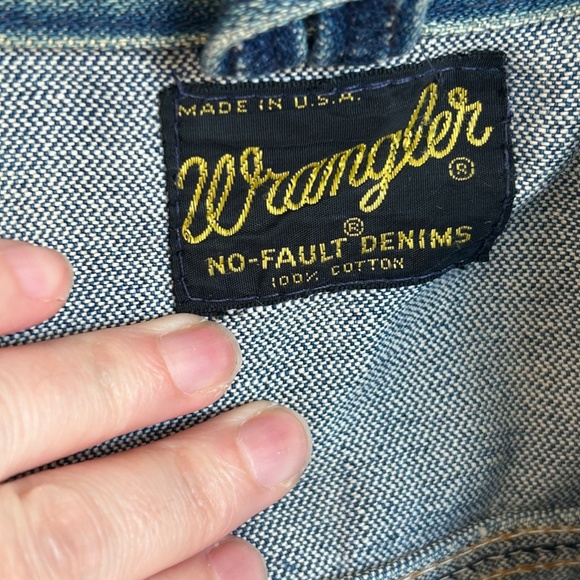 MADE IN U.S.A.
Wrangler ®
®
NO-FAULT DENIMS
100% COTTON